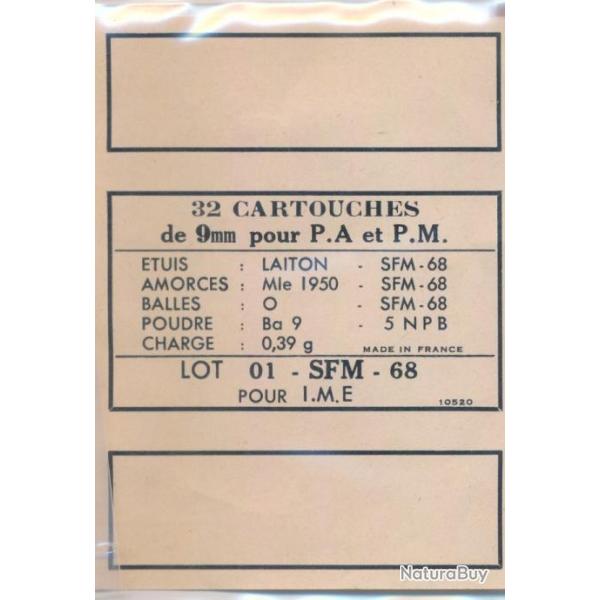 32 CARTOUCHES
de 9mm pour P.A et P.M.
ETUIS : LAITON - SFM-68
AMORCES : Mle 1950 - SFM-68
BALLES : O - SFM-68
POUDRE : Ba 9 - 5 NPB
CHARGE : 0,39 g MADE IN FRANCE
LOT 01 - SFM - 68
POUR I.M.E 10520
NaturaBuy